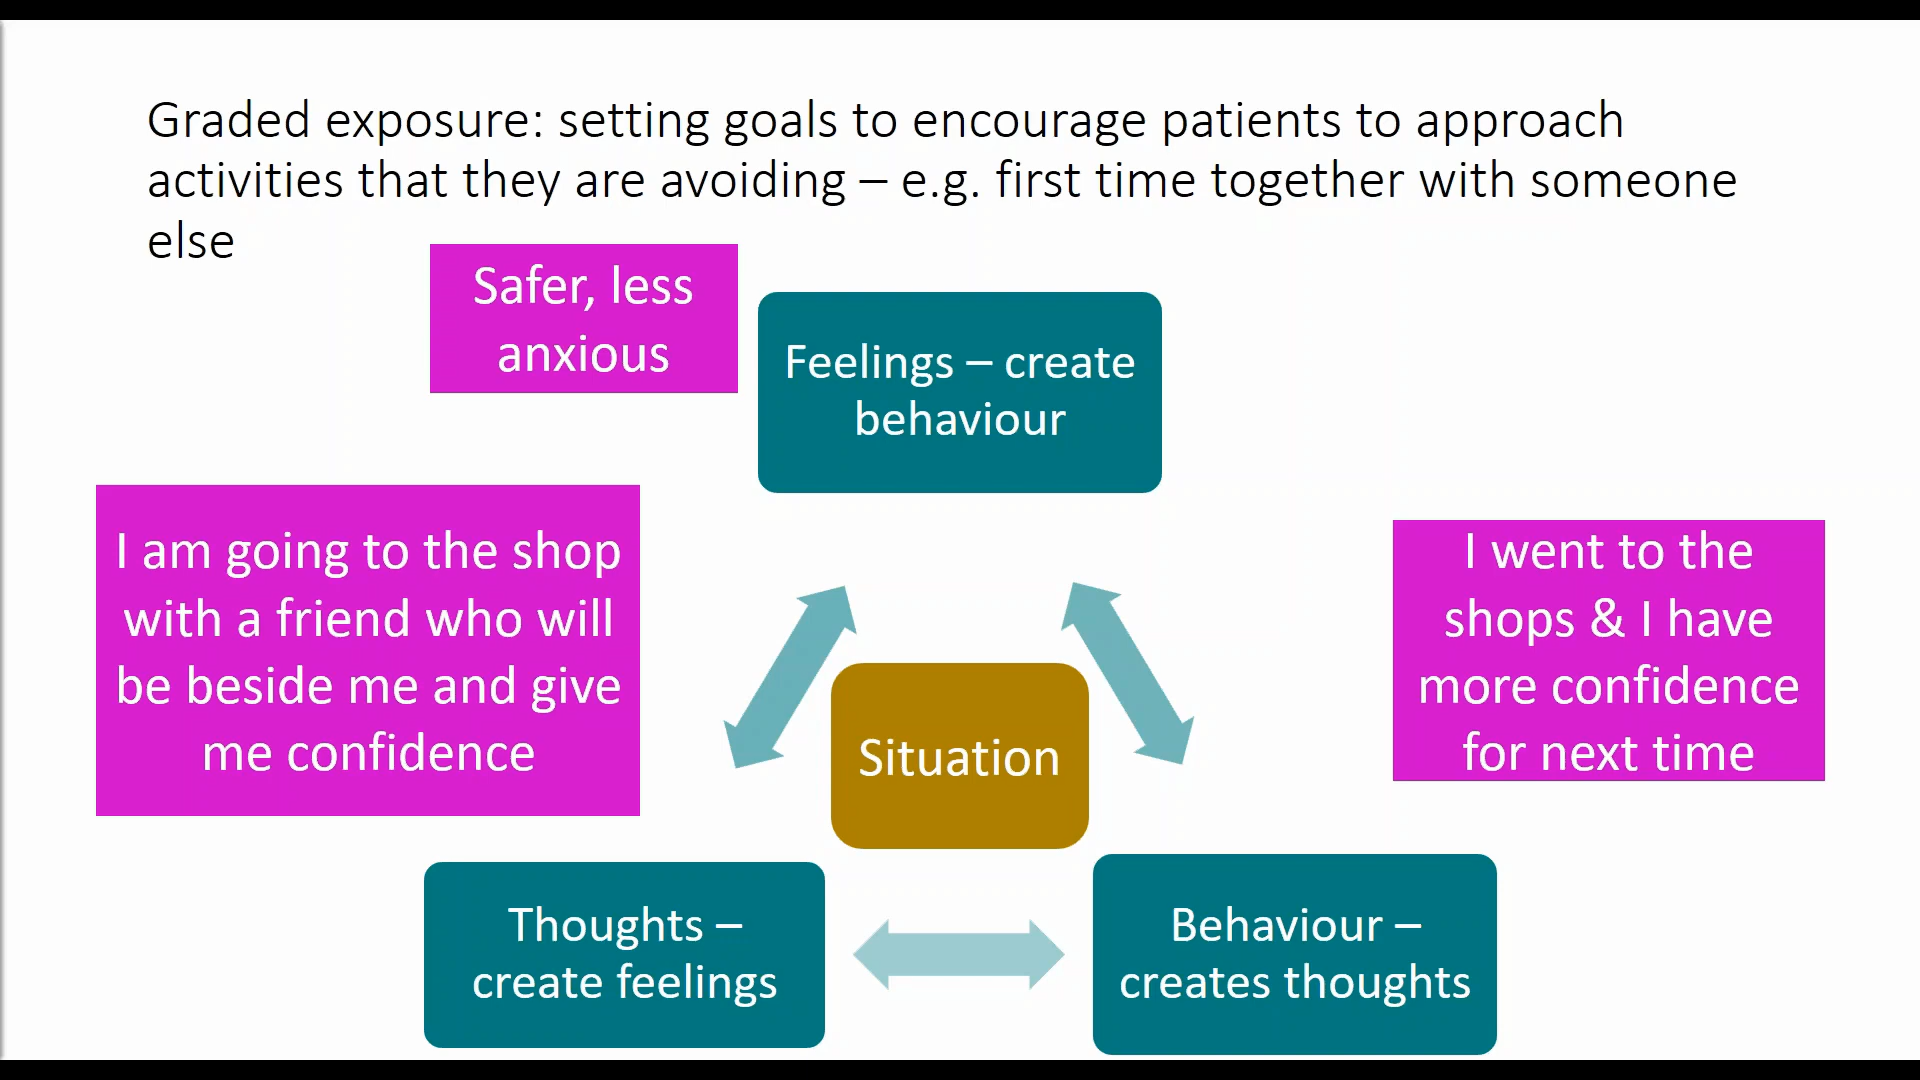 Graded exposure: setting goals to encourage patients to approach
activities that they are avoiding – e.g. first time together with someone
else
Safer, less
anxious
Feelings – create
behaviour
I am going to the shop
with a friend who will
be beside me and give
me confidence
I went to the
shops & I have
more confidence
for next time
Situation
Thoughts –
create feelings
Behaviour –
creates thoughts